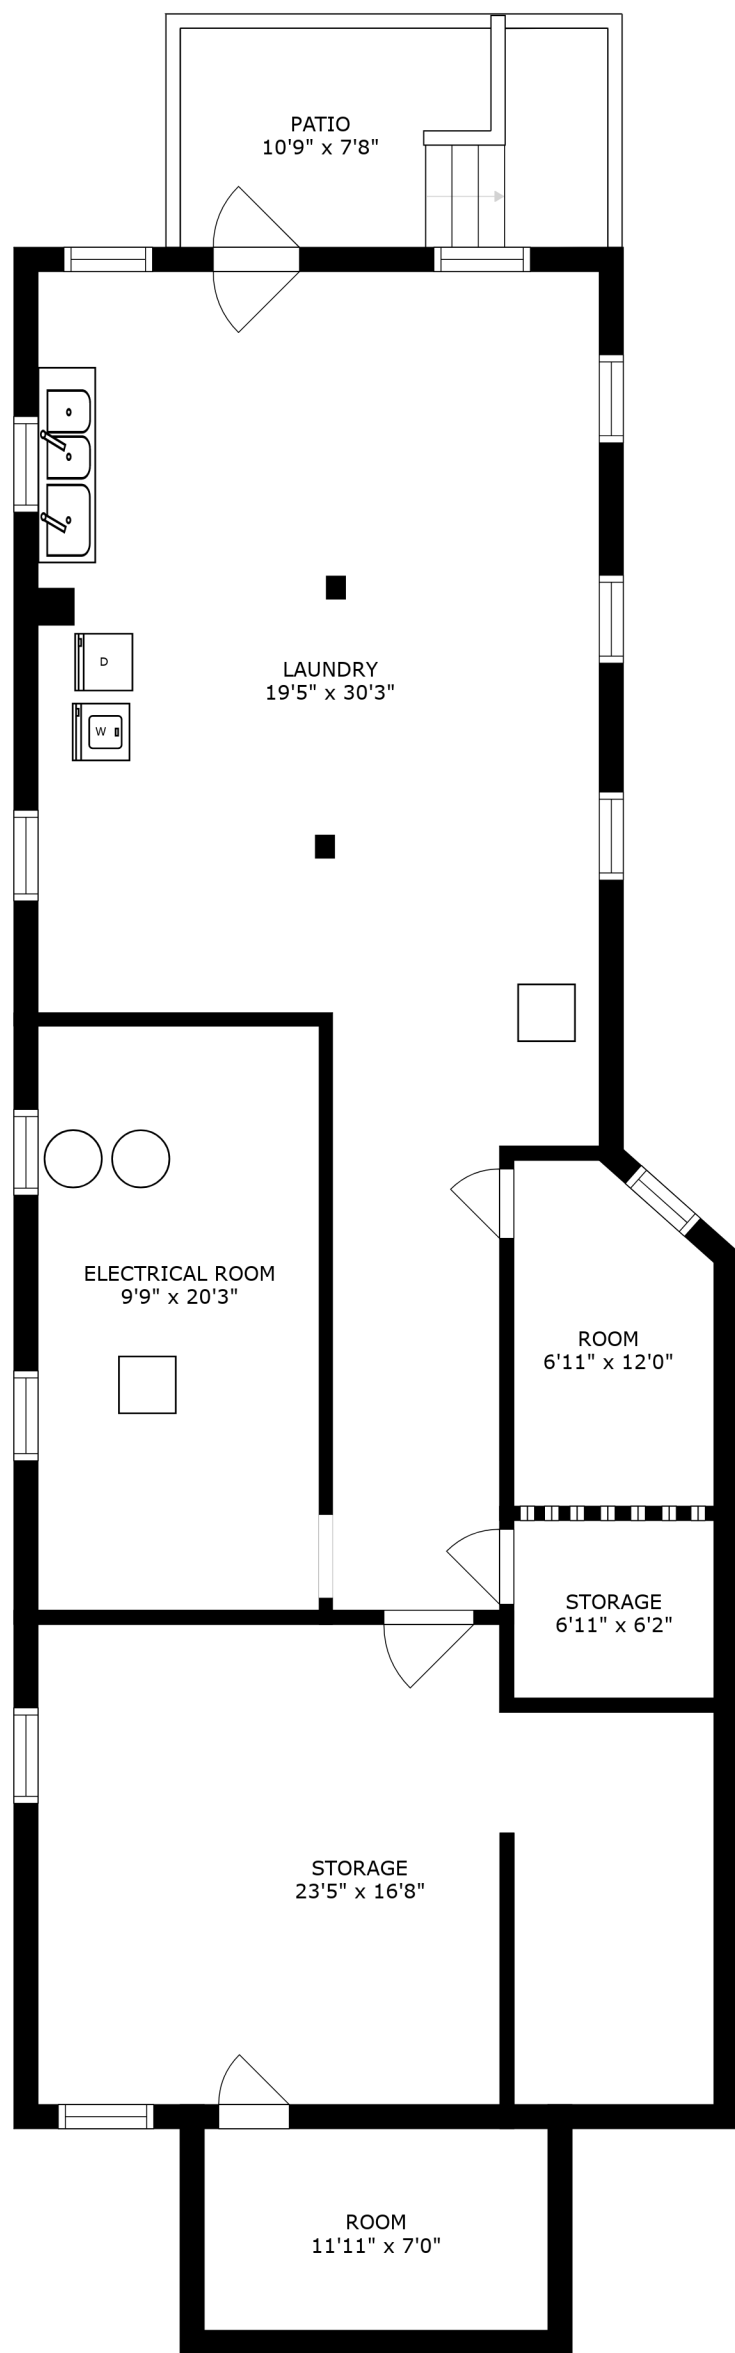 PATIO
10'9" x 7'8"
D
LAUNDRY
19'5" x 30'3"
W
ELECTRICAL ROOM
9'9" x 20'3"
ROOM
6'11" x 12'0"
STORAGE
6'11" x 6'2"
STORAGE
23'5" x 16'8"
ROOM
11'11" x 7'0"